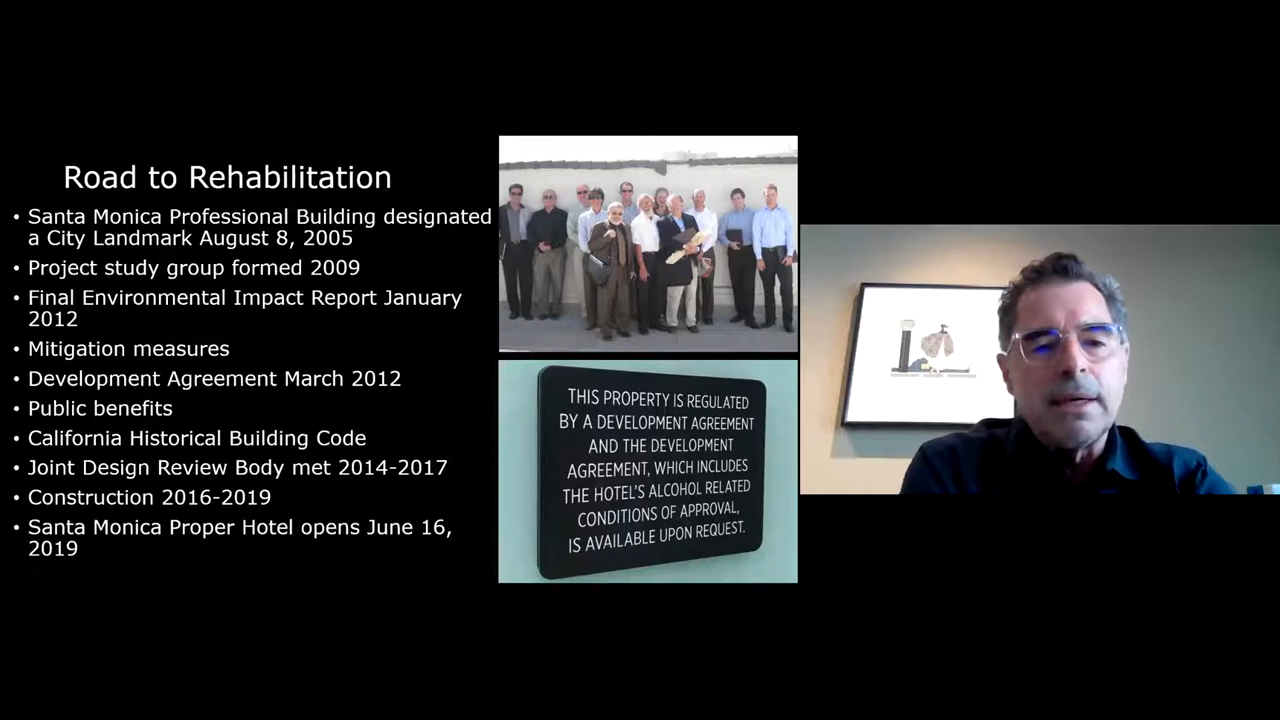 Road to Rehabilitation
• Santa Monica Professional Building designated
a City Landmark August 8, 2005
• Project study group formed 2009
• Final Environmental Impact Report January
2012
• Mitigation measures
• Development Agreement March 2012
• Public benefits
• California Historical Building Code
• Joint Design Review Body met 2014-2017
• Construction 2016-2019
• Santa Monica Proper Hotel opens June 16,
2019
THIS PROPERTY IS REGULATED
BY A DEVELOPMENT AGREEMENT
AND THE DEVELOPMENT
AGREEMENT, WHICH INCLUDES
THE HOTEL'S ALCOHOL RELATED
CONDITIONS OF APPROVAL,
IS AVAILABLE UPON REQUEST.